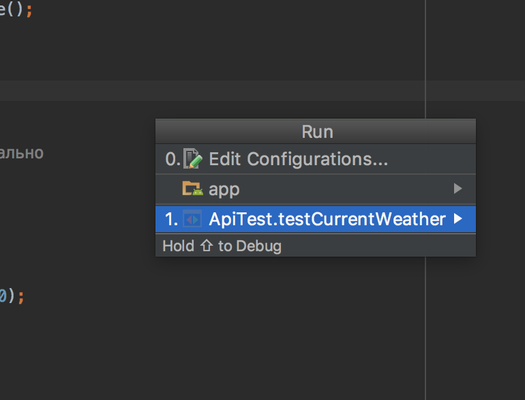 e();
ально
Run
0. Edit Configurations...
app
1. ApiTest.testCurrentWeather
Hold ⇧ to Debug
0);